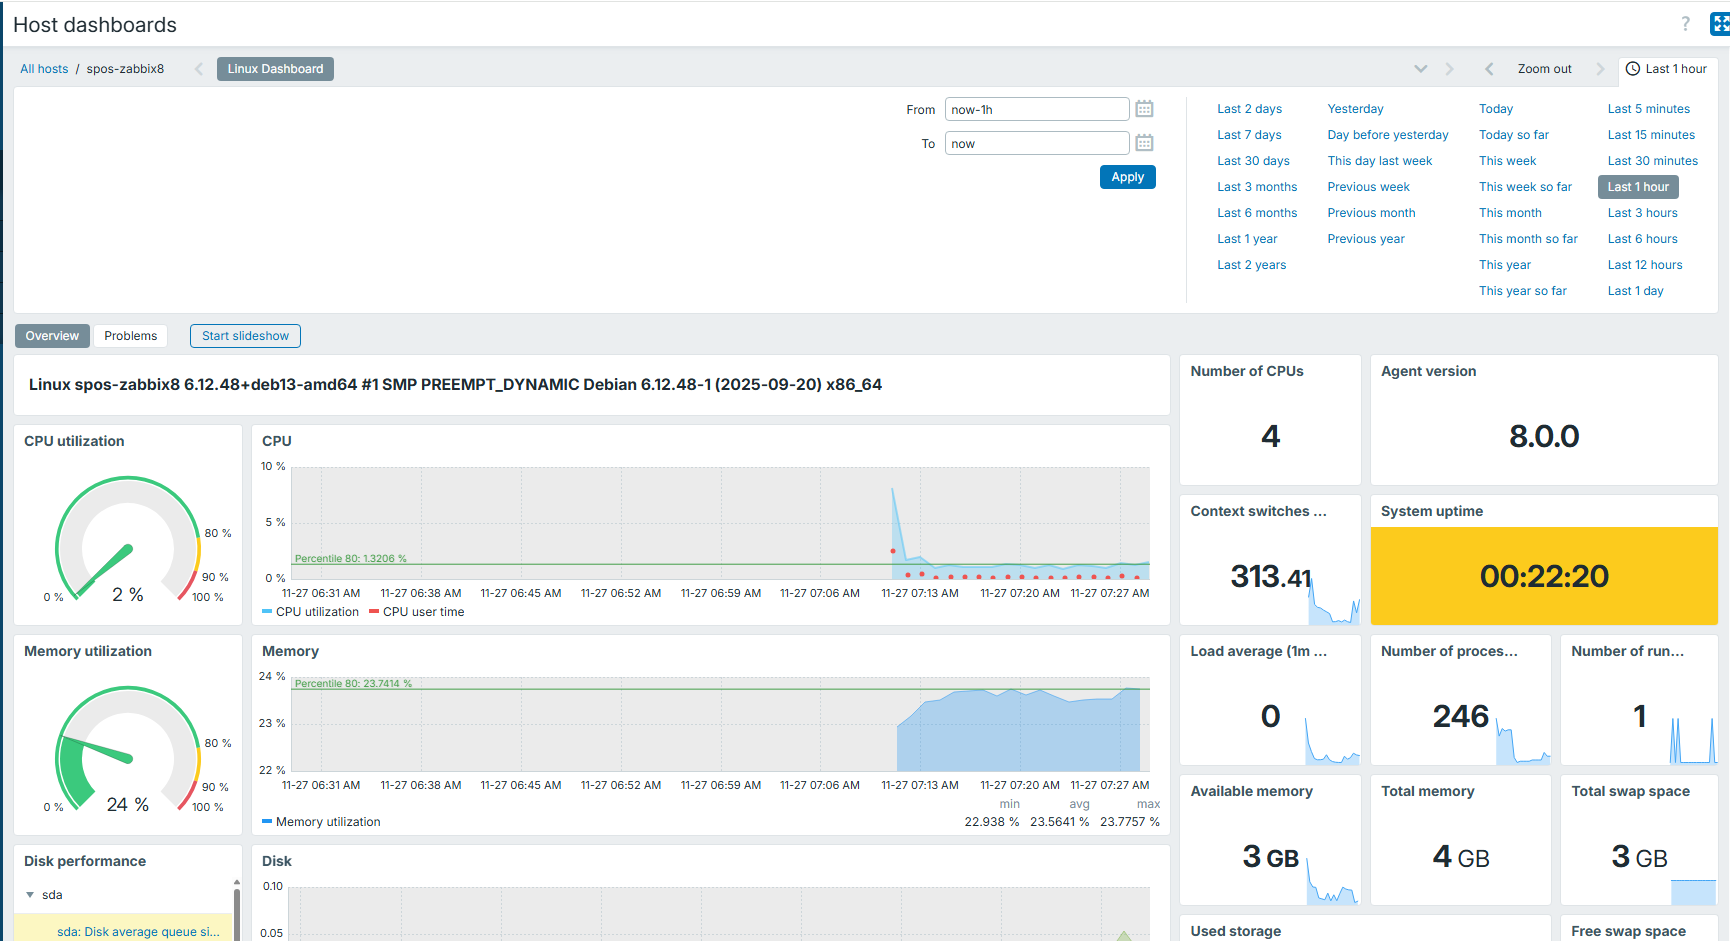 Host dashboards
?
All hosts / spos-zabbix8 Linux Dashboard
Zoom out Last 1 hour
From now-1h
To now
Apply
Last 2 days Yesterday Today Last 5 minutes
Last 7 days Day before yesterday Today so far Last 15 minutes
Last 30 days This day last week This week Last 30 minutes
Last 3 months Previous week This week so far Last 1 hour
Last 6 months Previous month This month Last 3 hours
Last 1 year Previous year This month so far Last 6 hours
Last 2 years This year Last 12 hours
This year so far Last 1 day
Overview Problems Start slideshow
Linux spos-zabbix8 6.12.48+deb13-amd64 #1 SMP PREEMPT_DYNAMIC Debian 6.12.48-1 (2025-09-20) x86_64
Number of CPUs
4
Agent version
8.0.0
CPU utilization
80 %
90 %
0 % 2 % 100 %
CPU
10 %
5 %
Percentile 80: 1.3206 %
0 %
11-27 06:31 AM 11-27 06:38 AM 11-27 06:45 AM 11-27 06:52 AM 11-27 06:59 AM 11-27 07:06 AM 11-27 07:13 AM 11-27 07:20 AM 11-27 07:27 AM
CPU utilization CPU user time
Context switches ...
313.41
System uptime
00:22:20
Memory utilization
80 %
90 %
0 % 24 % 100 %
Memory
24 %
Percentile 80: 23.7414 %
23 %
22 %
11-27 06:31 AM 11-27 06:38 AM 11-27 06:45 AM 11-27 06:52 AM 11-27 06:59 AM 11-27 07:06 AM 11-27 07:13 AM 11-27 07:20 AM 11-27 07:27 AM
min avg max
Memory utilization 22.938 % 23.5641 % 23.7757 %
Load average (1m ...
0
Number of proces...
246
Number of run...
1
Available memory
3 GB
Total memory
4 GB
Total swap space
3 GB
Disk performance
sda
sda: Disk average queue si...
Disk
0.10
0.05
Used storage
Free swap space